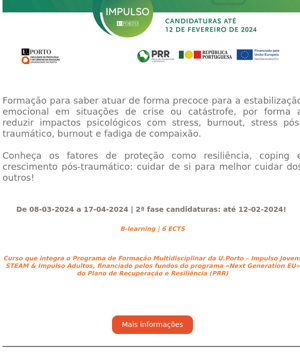 IMPULSO
U.PORTO
CANDIDATURAS ATÉ
12 DE FEVEREIRO DE 2024
U.PORTO
PRR
REPÚBLICA
PORTUGUESA
Financiado pela
União Europeia
Formação para saber atuar de forma precoce para a estabilização
emocional em situações de crise ou catástrofe, por forma a
reduzir impactos psicológicos com stress, burnout, stress pós-
traumático, burnout e fadiga de compaixão.
Conheça os fatores de proteção como resiliência, coping e
crescimento pós-traumático: cuidar de si para melhor cuidar dos
outros!
De 08-03-2024 a 17-04-2024 | 2ª fase candidaturas: até 12-02-2024!
B-learning | 6 ECTS
Curso que integra o Programa de Formação Multidisciplinar da U.Porto – Impulso Jovens
STEAM & Impulso Adultos, financiado pelos fundos do programa «Next Generation EU»
do Plano de Recuperação e Resiliência (PRR)
Mais informações